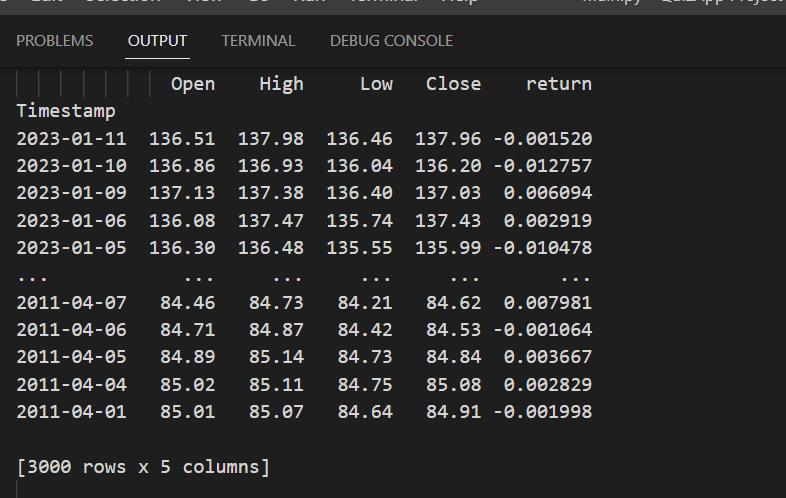 PROBLEMS OUTPUT TERMINAL DEBUG CONSOLE
Open High Low Close return
Timestamp
2023-01-11 136.51 137.98 136.46 137.96 -0.001520
2023-01-10 136.86 136.93 136.04 136.20 -0.012757
2023-01-09 137.13 137.38 136.40 137.03 0.006094
2023-01-06 136.08 137.47 135.74 137.43 0.002919
2023-01-05 136.30 136.48 135.55 135.99 -0.010478
... ... ... ... ... ...
2011-04-07 84.46 84.73 84.21 84.62 0.007981
2011-04-06 84.71 84.87 84.42 84.53 -0.001064
2011-04-05 84.89 85.14 84.73 84.84 0.003667
2011-04-04 85.02 85.11 84.75 85.08 0.002829
2011-04-01 85.01 85.07 84.64 84.91 -0.001998
[3000 rows x 5 columns]